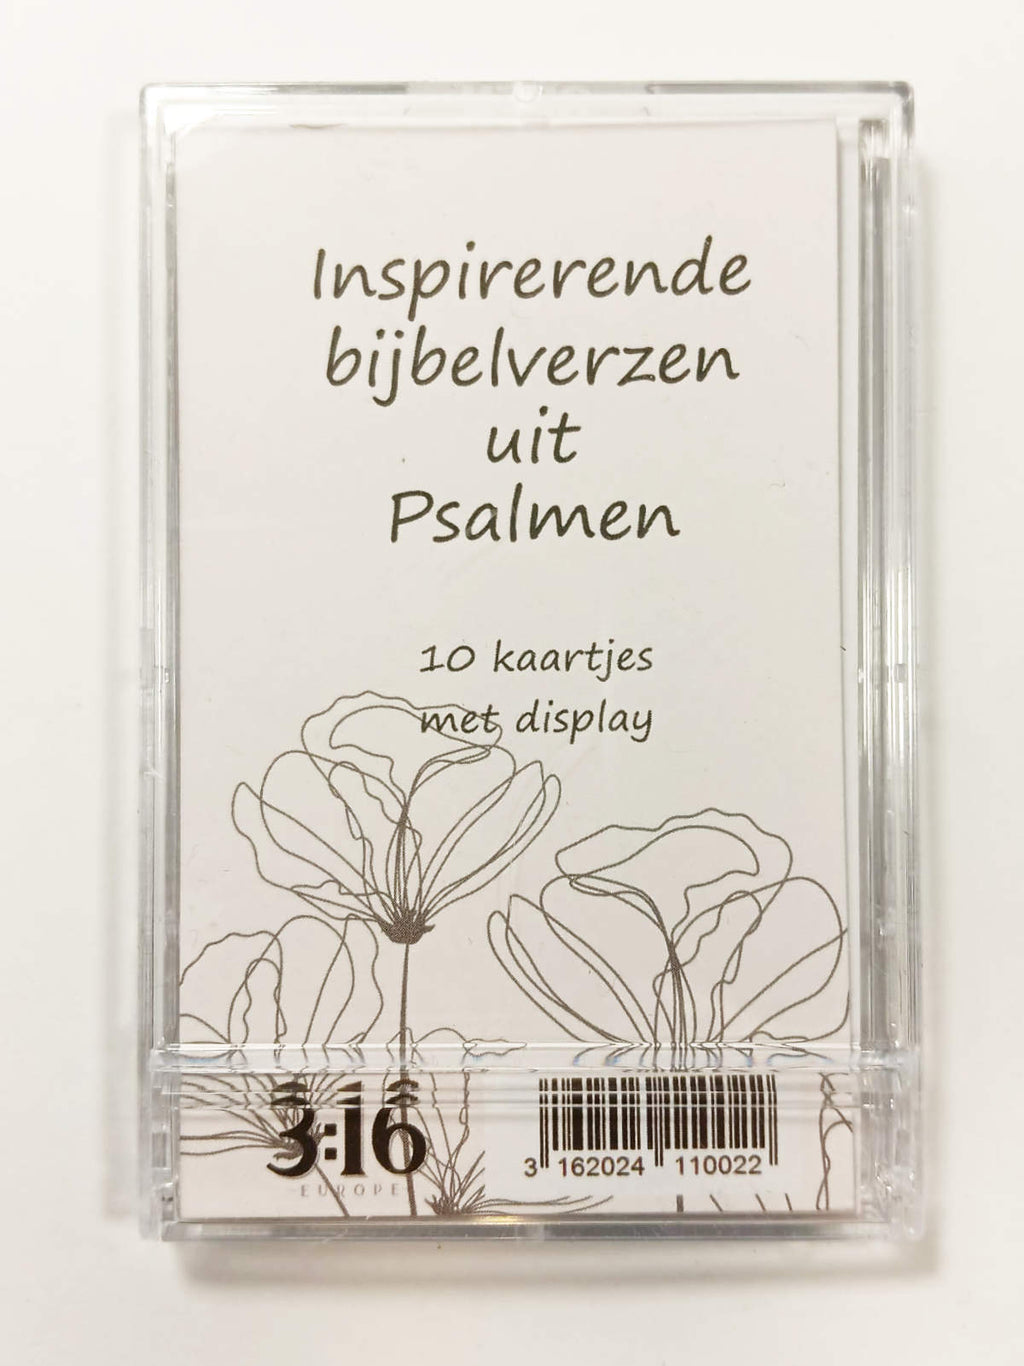 Inspirerende
bijbelverzen
uit
Psalmen
10 kaartjes
met display
3:16
EUROPE
3 162024 110022